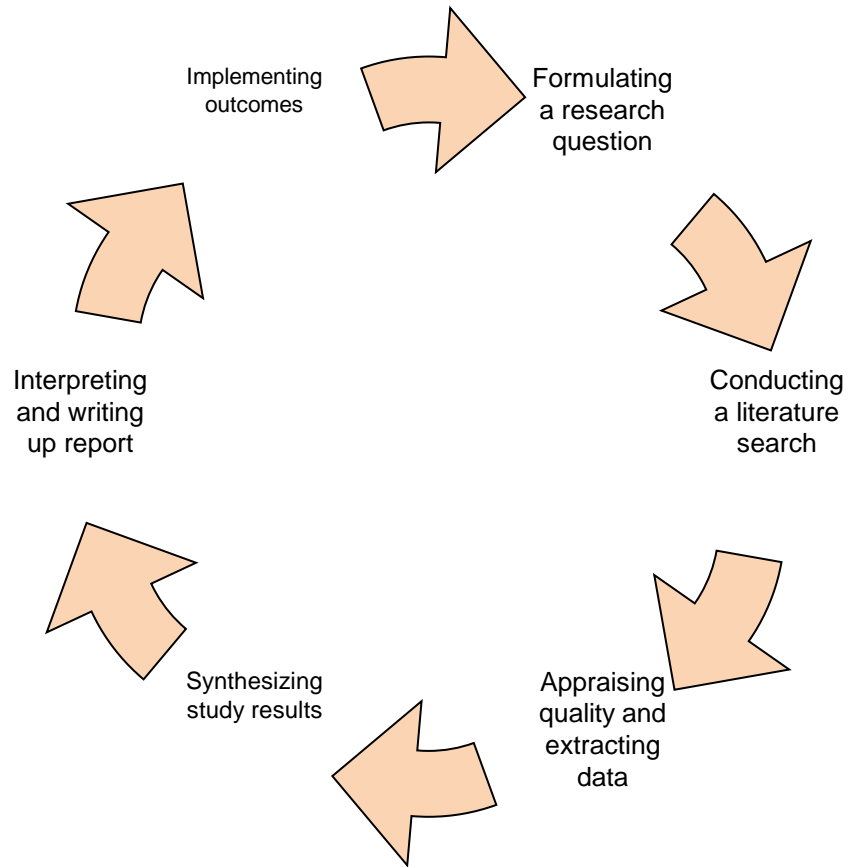 Implementing
outcomes
Formulating
a research
question
Conducting
a literature
search
Appraising
quality and
extracting
data
Synthesizing
study results
Interpreting
and writing
up report